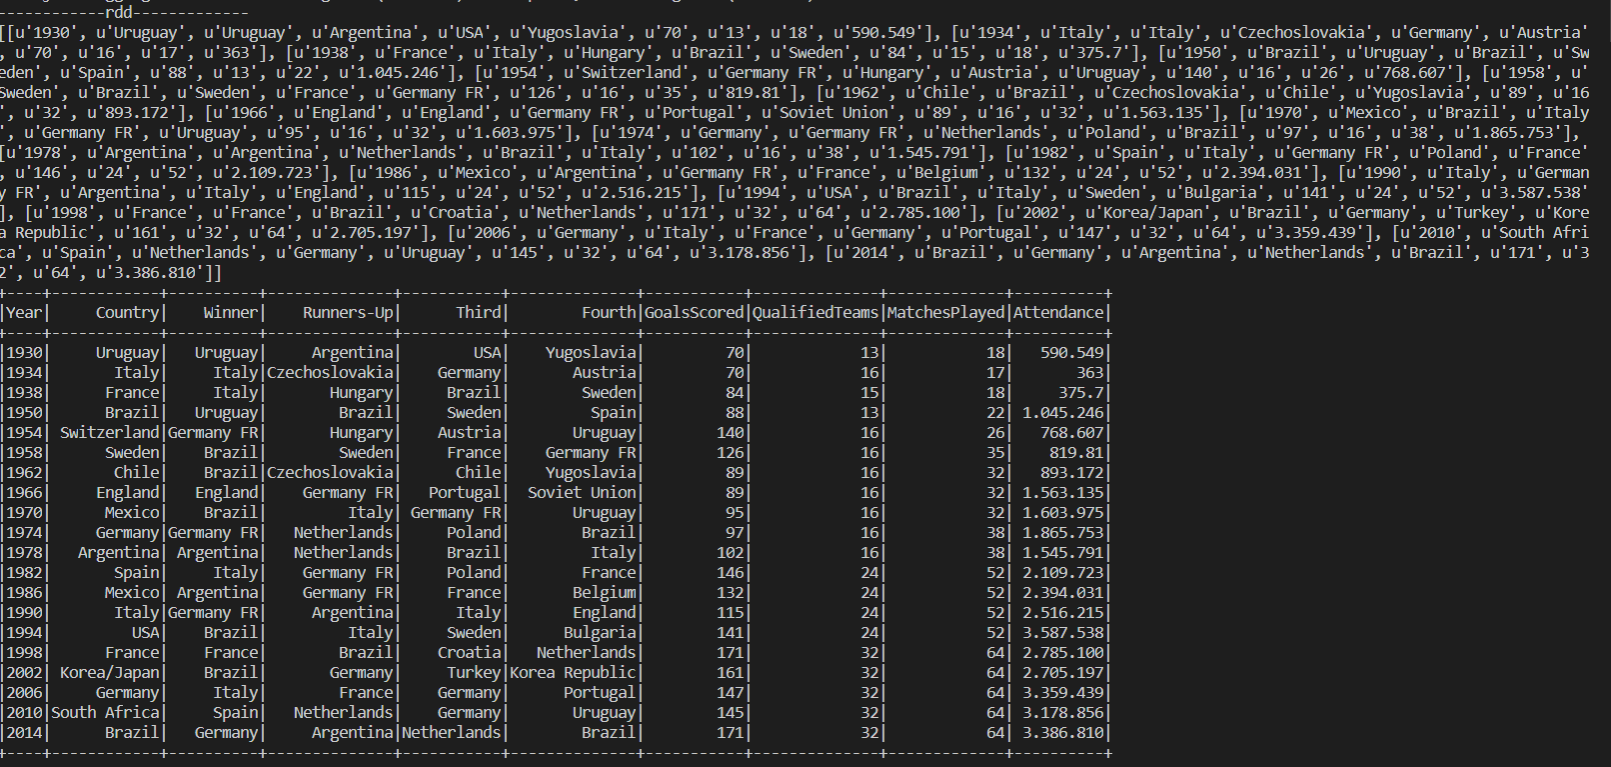 ------------rdd-------------
[[u'1930', u'Uruguay', u'Uruguay', u'Argentina', u'USA', u'Yugoslavia', u'70', u'13', u'18', u'590.549'], [u'1934', u'Italy', u'Italy', u'Czechoslovakia', u'Germany', u'Austria'
, u'70', u'16', u'17', u'363'], [u'1938', u'France', u'Italy', u'Hungary', u'Brazil', u'Sweden', u'84', u'15', u'18', u'375.7'], [u'1950', u'Brazil', u'Uruguay', u'Brazil', u'Sw
eden', u'Spain', u'88', u'13', u'22', u'1.045.246'], [u'1954', u'Switzerland', u'Germany FR', u'Hungary', u'Austria', u'Uruguay', u'140', u'16', u'26', u'768.607'], [u'1958', u'
Sweden', u'Brazil', u'Sweden', u'France', u'Germany FR', u'126', u'16', u'35', u'819.81'], [u'1962', u'Chile', u'Brazil', u'Czechoslovakia', u'Chile', u'Yugoslavia', u'89', u'16
', u'32', u'893.172'], [u'1966', u'England', u'England', u'Germany FR', u'Portugal', u'Soviet Union', u'89', u'16', u'32', u'1.563.135'], [u'1970', u'Mexico', u'Brazil', u'Italy
', u'Germany FR', u'Uruguay', u'95', u'16', u'32', u'1.603.975'], [u'1974', u'Germany', u'Germany FR', u'Netherlands', u'Poland', u'Brazil', u'97', u'16', u'38', u'1.865.753'],
[u'1978', u'Argentina', u'Argentina', u'Netherlands', u'Brazil', u'Italy', u'102', u'16', u'38', u'1.545.791'], [u'1982', u'Spain', u'Italy', u'Germany FR', u'Poland', u'France'
, u'146', u'24', u'52', u'2.109.723'], [u'1986', u'Mexico', u'Argentina', u'Germany FR', u'France', u'Belgium', u'132', u'24', u'52', u'2.394.031'], [u'1990', u'Italy', u'German
y FR', u'Argentina', u'Italy', u'England', u'115', u'24', u'52', u'2.516.215'], [u'1994', u'USA', u'Brazil', u'Italy', u'Sweden', u'Bulgaria', u'141', u'24', u'52', u'3.587.538'
], [u'1998', u'France', u'France', u'Brazil', u'Croatia', u'Netherlands', u'171', u'32', u'64', u'2.785.100'], [u'2002', u'Korea/Japan', u'Brazil', u'Germany', u'Turkey', u'Kore
a Republic', u'161', u'32', u'64', u'2.705.197'], [u'2006', u'Germany', u'Italy', u'France', u'Germany', u'Portugal', u'147', u'32', u'64', u'3.359.439'], [u'2010', u'South Afri
ca', u'Spain', u'Netherlands', u'Germany', u'Uruguay', u'145', u'32', u'64', u'3.178.856'], [u'2014', u'Brazil', u'Germany', u'Argentina', u'Netherlands', u'Brazil', u'171', u'3
2', u'64', u'3.386.810']]
+----+------------+----------+--------------+-----------+--------------+-----------+--------------+-------------+----------+
|Year|     Country|    Winner|    Runners-Up|      Third|        Fourth|GoalsScored|QualifiedTeams|MatchesPlayed|Attendance|
+----+------------+----------+--------------+-----------+--------------+-----------+--------------+-------------+----------+
|1930|     Uruguay|   Uruguay|     Argentina|        USA|    Yugoslavia|         70|            13|           18|   590.549|
|1934|       Italy|     Italy|Czechoslovakia|    Germany|       Austria|         70|            16|           17|       363|
|1938|      France|     Italy|       Hungary|     Brazil|        Sweden|         84|            15|           18|     375.7|
|1950|      Brazil|   Uruguay|        Brazil|     Sweden|         Spain|         88|            13|           22| 1.045.246|
|1954| Switzerland|Germany FR|       Hungary|    Austria|       Uruguay|        140|            16|           26|   768.607|
|1958|      Sweden|    Brazil|        Sweden|     France|    Germany FR|        126|            16|           35|    819.81|
|1962|       Chile|    Brazil|Czechoslovakia|      Chile|    Yugoslavia|         89|            16|           32|   893.172|
|1966|     England|   England|    Germany FR|   Portugal|  Soviet Union|         89|            16|           32| 1.563.135|
|1970|      Mexico|    Brazil|         Italy| Germany FR|       Uruguay|         95|            16|           32| 1.603.975|
|1974|     Germany|Germany FR|   Netherlands|     Poland|        Brazil|         97|            16|           38| 1.865.753|
|1978|   Argentina| Argentina|   Netherlands|     Brazil|         Italy|        102|            16|           38| 1.545.791|
|1982|       Spain|     Italy|    Germany FR|     Poland|        France|        146|            24|           52| 2.109.723|
|1986|      Mexico| Argentina|    Germany FR|     France|       Belgium|        132|            24|           52| 2.394.031|
|1990|       Italy|Germany FR|     Argentina|      Italy|       England|        115|            24|           52| 2.516.215|
|1994|         USA|    Brazil|         Italy|     Sweden|      Bulgaria|        141|            24|           52| 3.587.538|
|1998|      France|    France|        Brazil|    Croatia|   Netherlands|        171|            32|           64| 2.785.100|
|2002| Korea/Japan|    Brazil|       Germany|     Turkey|Korea Republic|        161|            32|           64| 2.705.197|
|2006|     Germany|     Italy|        France|    Germany|      Portugal|        147|            32|           64| 3.359.439|
|2010|South Africa|     Spain|   Netherlands|    Germany|       Uruguay|        145|            32|           64| 3.178.856|
|2014|      Brazil|   Germany|     Argentina|Netherlands|        Brazil|        171|            32|           64| 3.386.810|
+----+------------+----------+--------------+-----------+--------------+-----------+--------------+-------------+----------+